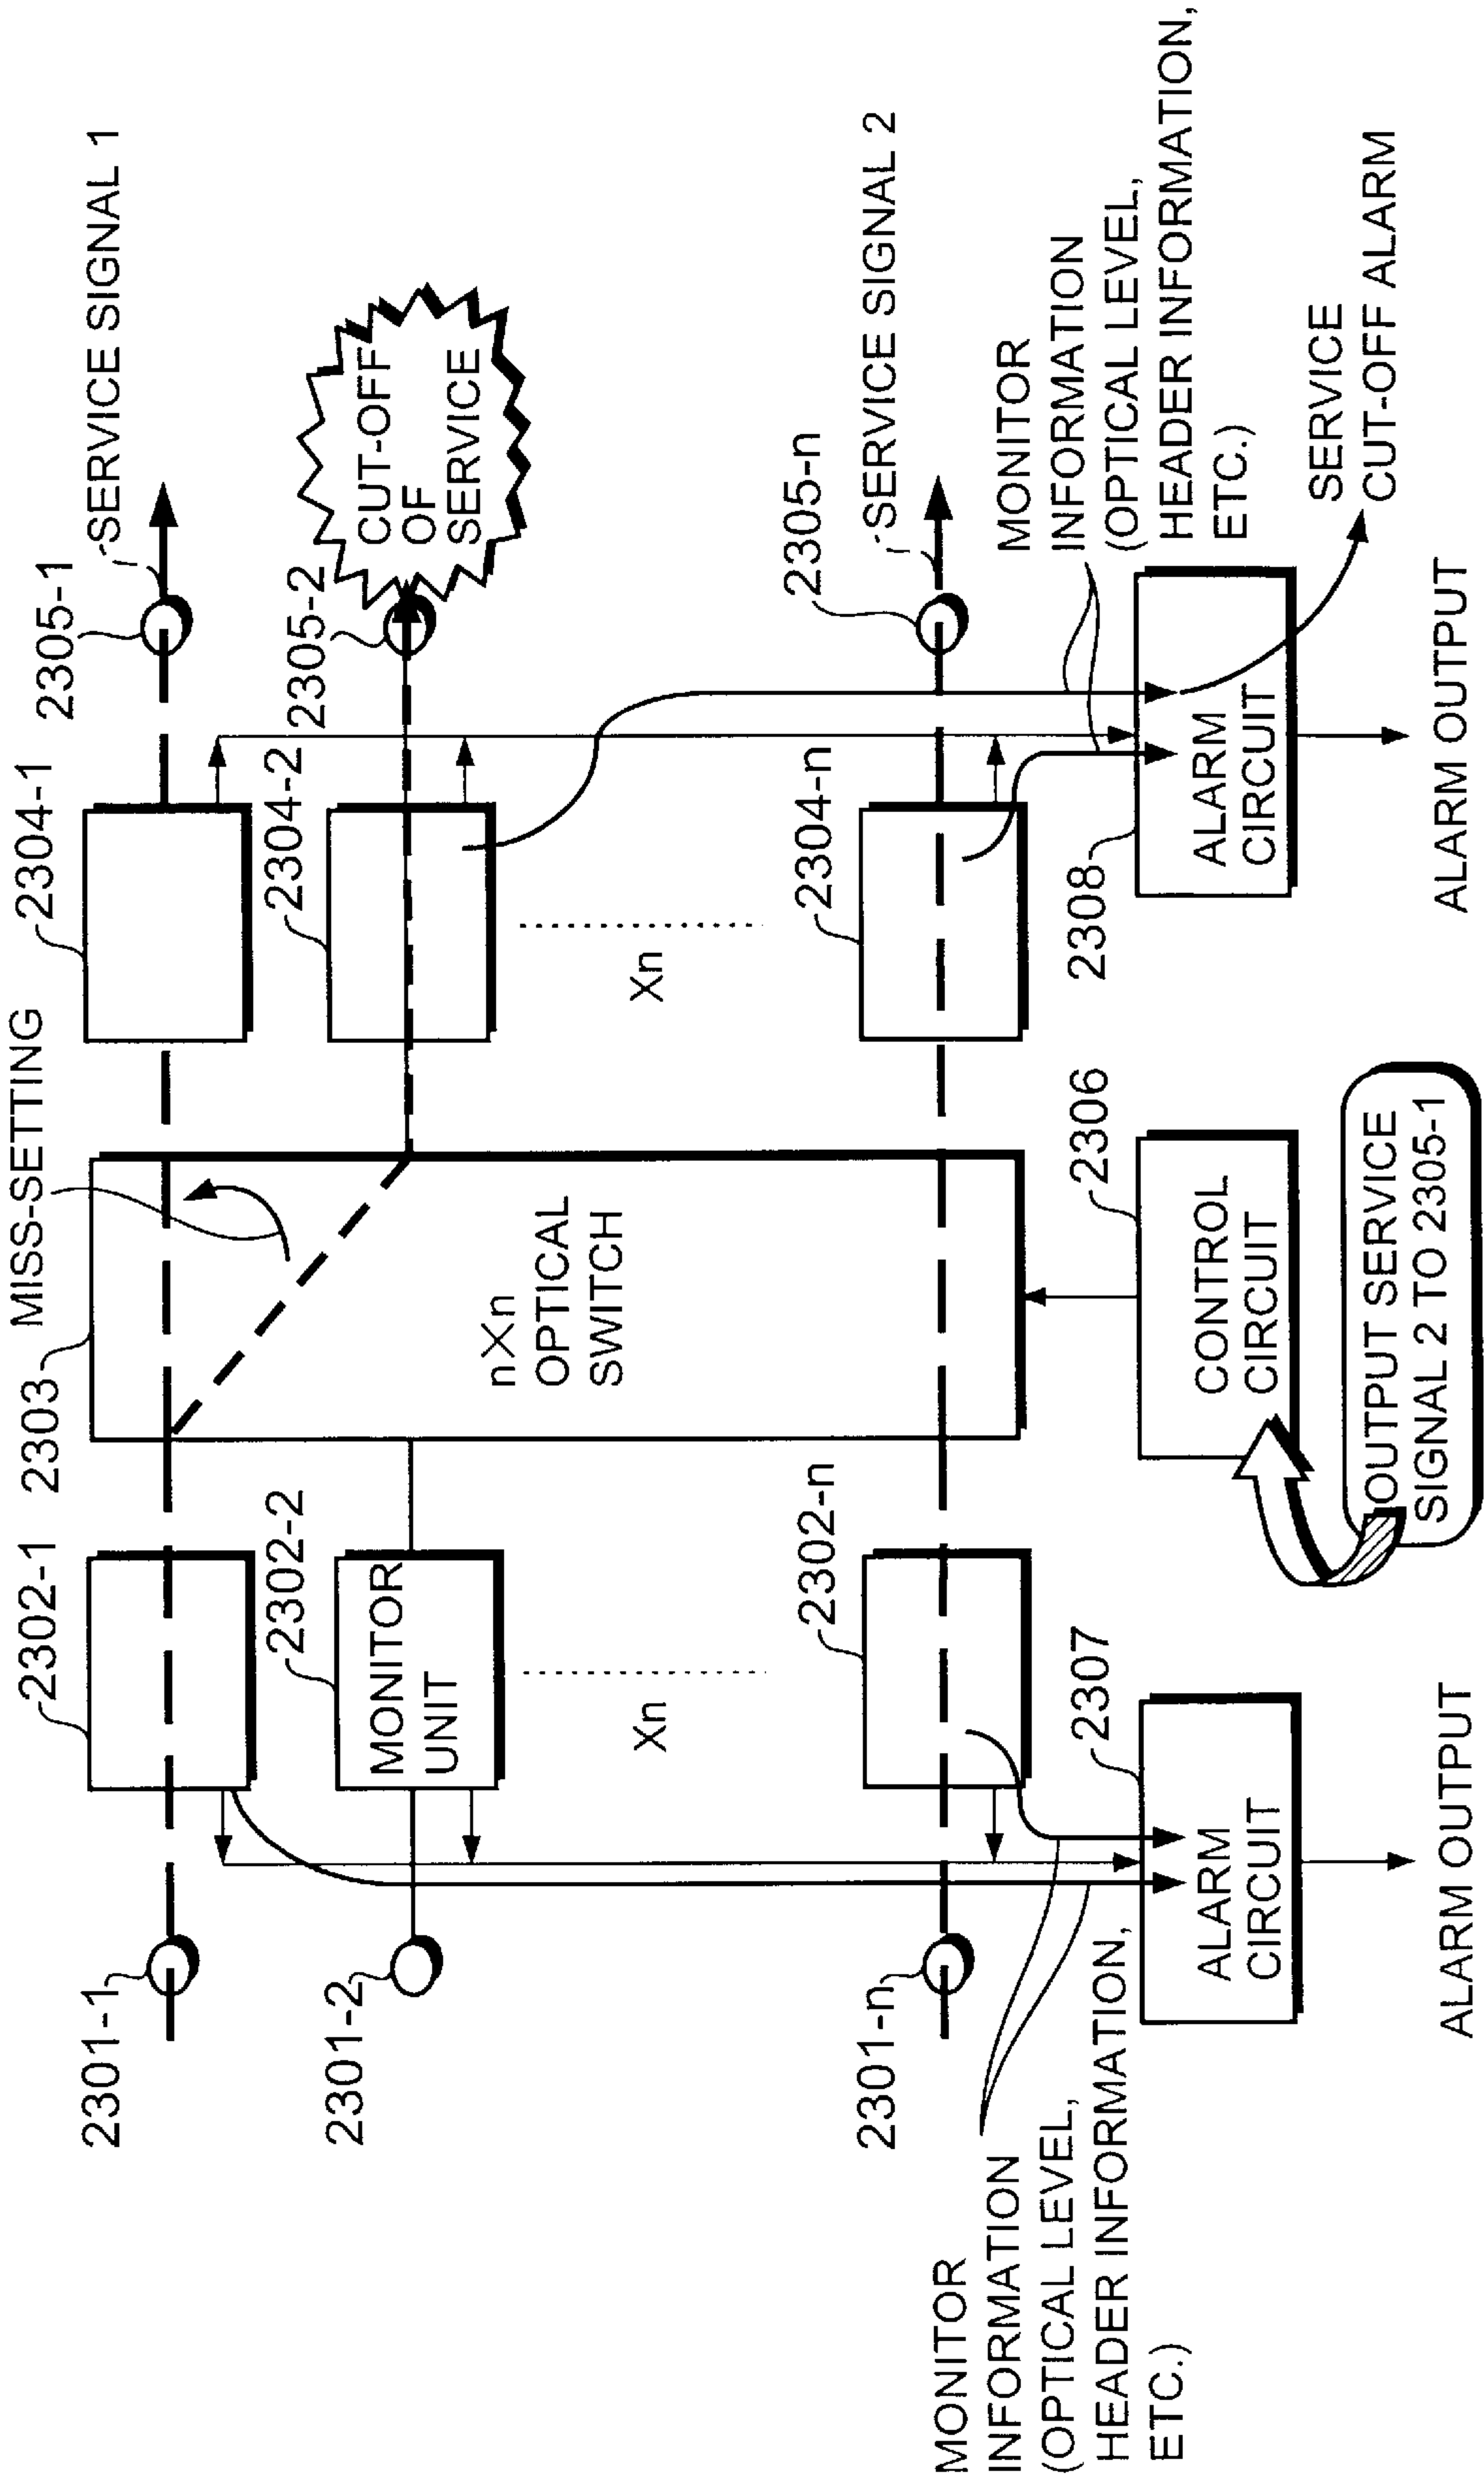 2301-1
2302-1
2303
MISS-SETTING
2304-1
2305-1
SERVICE SIGNAL 1
2301-2
2302-2
MONITOR
UNIT
nXn
OPTICAL
SWITCH
2304-2
2305-2
CUT-OFF
OF
SERVICE
Xn
Xn
2301-n
2302-n
2304-n
2305-n
SERVICE SIGNAL 2
MONITOR
INFORMATION
(OPTICAL LEVEL,
HEADER INFORMATION,
ETC.)
2307
ALARM
CIRCUIT
ALARM OUTPUT
2306
CONTROL
CIRCUIT
OUTPUT SERVICE
SIGNAL 2 TO 2305-1
2308
ALARM
CIRCUIT
ALARM OUTPUT
MONITOR
INFORMATION
(OPTICAL LEVEL,
HEADER INFORMATION,
ETC.)
SERVICE
CUT-OFF ALARM